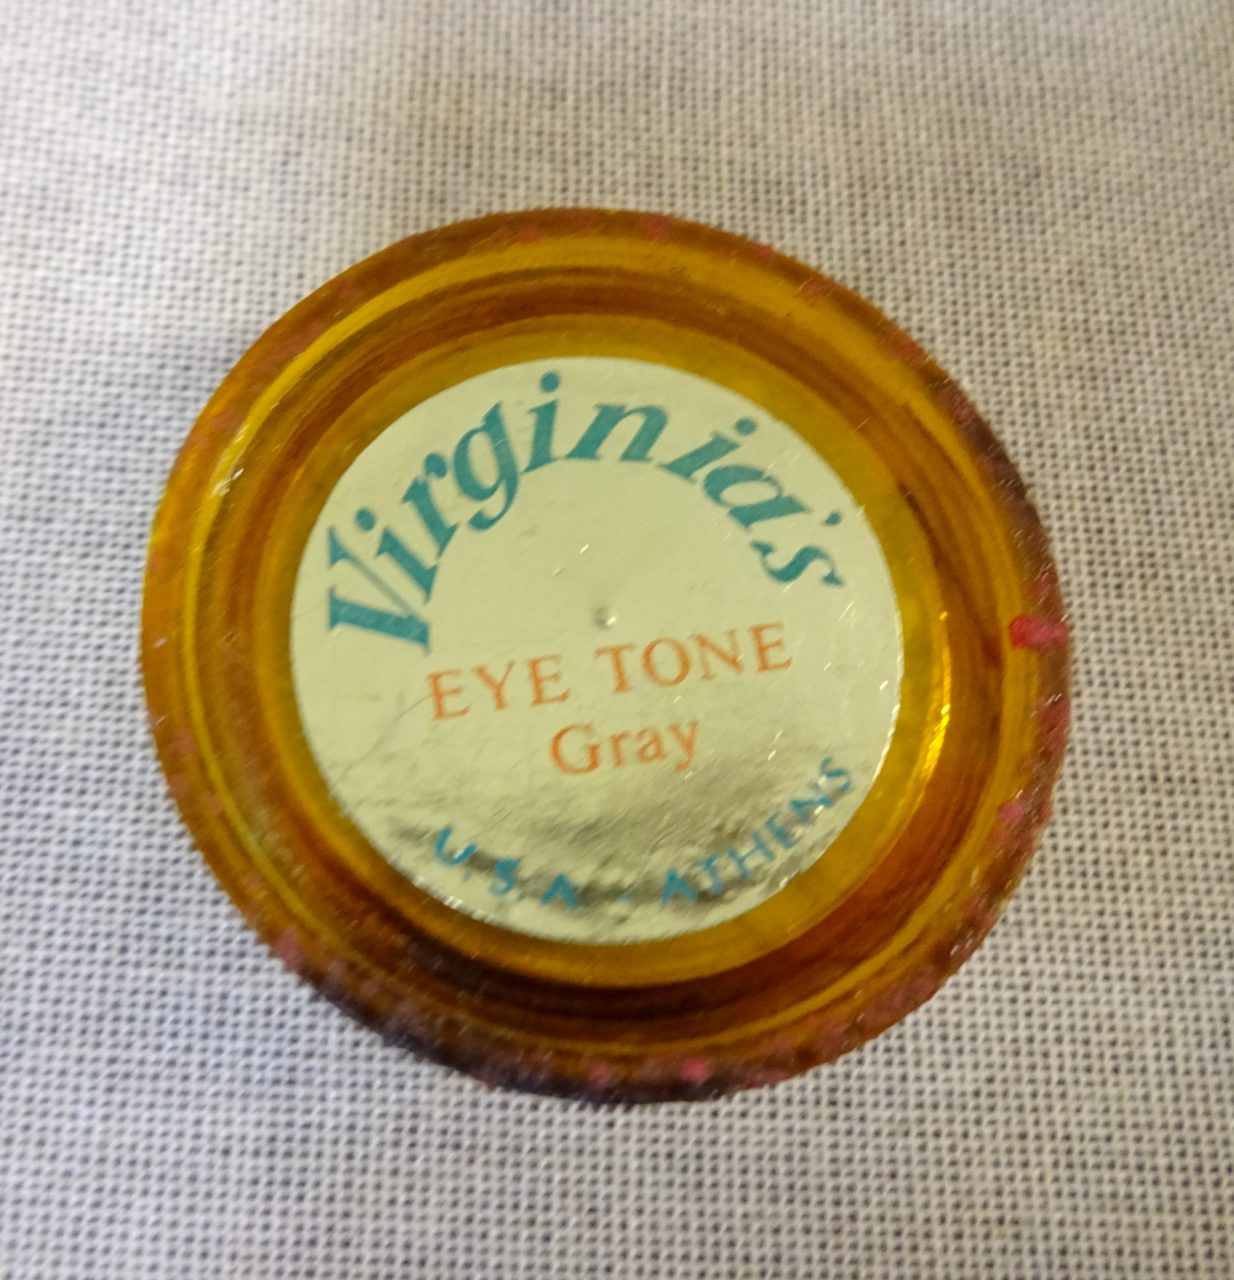 Virginia's
EYE TONE
Gray
U.S.A - ATHENS